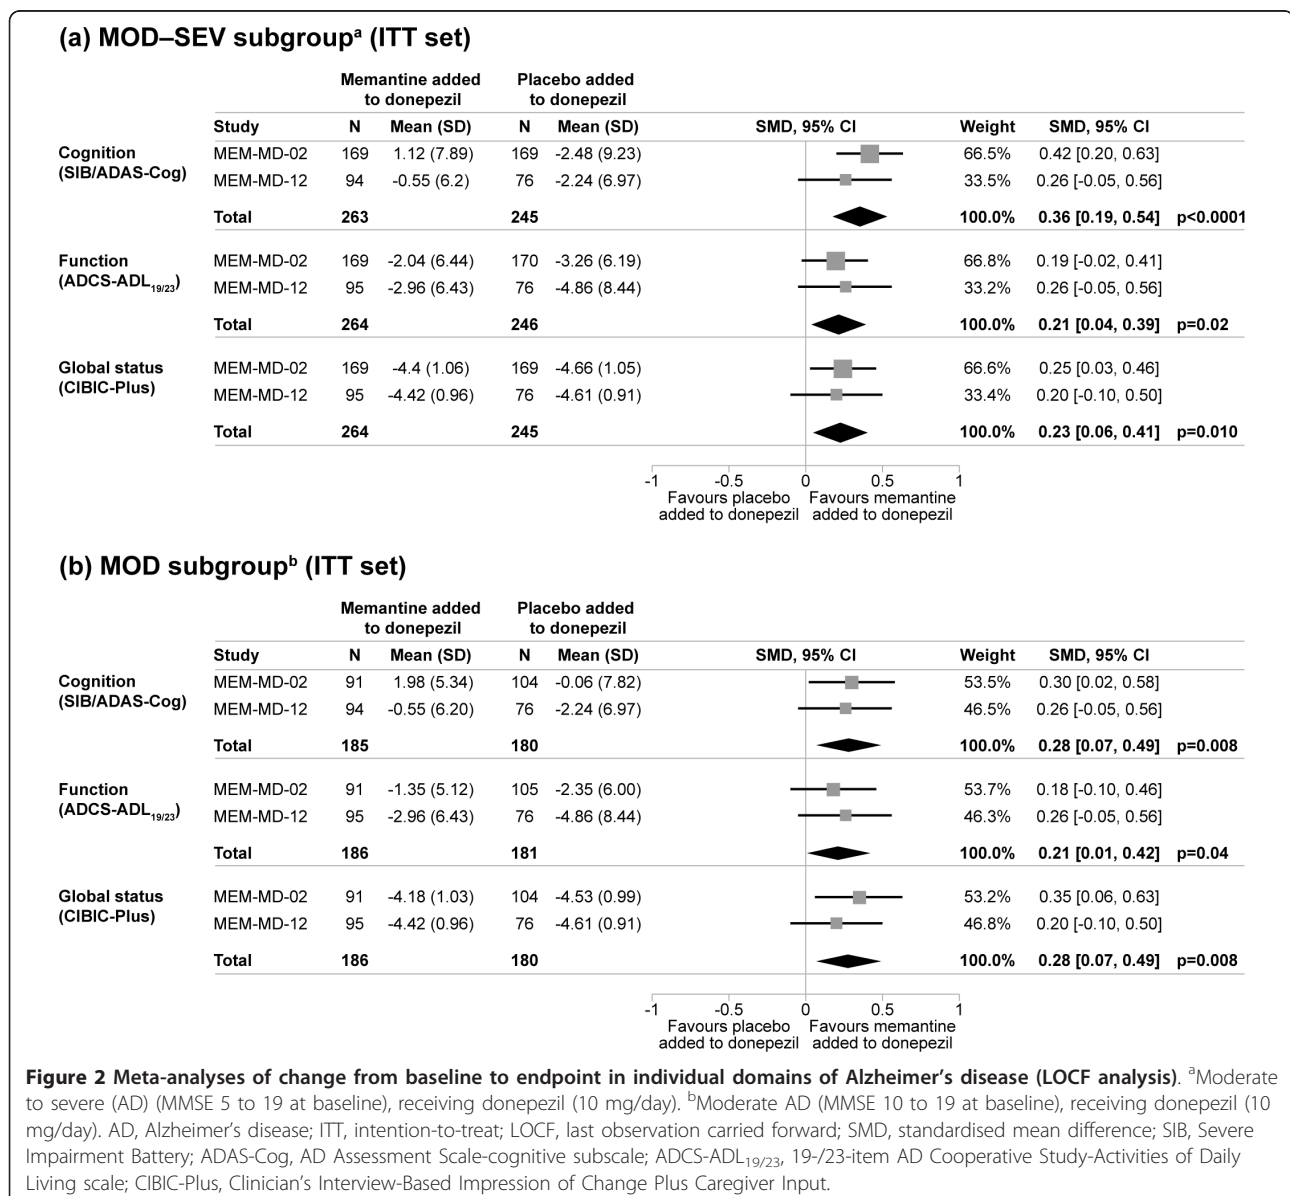 (a) MOD–SEV subgroupa (ITT set)
Memantine added to donepezil Placebo added to donepezil
Study N Mean (SD) N Mean (SD) SMD, 95% CI Weight SMD, 95% CI
Cognition MEM-MD-02 169 1.12 (7.89) 169 -2.48 (9.23) 66.5% 0.42 [0.20, 0.63]
(SIB/ADAS-Cog) MEM-MD-12 94 -0.55 (6.2) 76 -2.24 (6.97) 33.5% 0.26 [-0.05, 0.56]
Total 263 245 100.0% 0.36 [0.19, 0.54] p<0.0001
Function MEM-MD-02 169 -2.04 (6.44) 170 -3.26 (6.19) 66.8% 0.19 [-0.02, 0.41]
(ADCS-ADL19/23) MEM-MD-12 95 -2.96 (6.43) 76 -4.86 (8.44) 33.2% 0.26 [-0.05, 0.56]
Total 264 246 100.0% 0.21 [0.04, 0.39] p=0.02
Global status MEM-MD-02 169 -4.4 (1.06) 169 -4.66 (1.05) 66.6% 0.25 [0.03, 0.46]
(CIBIC-Plus) MEM-MD-12 95 -4.42 (0.96) 76 -4.61 (0.91) 33.4% 0.20 [-0.10, 0.50]
Total 264 245 100.0% 0.23 [0.06, 0.41] p=0.010
-1 -0.5 0 0.5 1
Favours placebo added to donepezil Favours memantine added to donepezil
(b) MOD subgroupb (ITT set)
Memantine added to donepezil Placebo added to donepezil
Study N Mean (SD) N Mean (SD) SMD, 95% CI Weight SMD, 95% CI
Cognition MEM-MD-02 91 1.98 (5.34) 104 -0.06 (7.82) 53.5% 0.30 [0.02, 0.58]
(SIB/ADAS-Cog) MEM-MD-12 94 -0.55 (6.20) 76 -2.24 (6.97) 46.5% 0.26 [-0.05, 0.56]
Total 185 180 100.0% 0.28 [0.07, 0.49] p=0.008
Function MEM-MD-02 91 -1.35 (5.12) 105 -2.35 (6.00) 53.7% 0.18 [-0.10, 0.46]
(ADCS-ADL19/23) MEM-MD-12 95 -2.96 (6.43) 76 -4.86 (8.44) 46.3% 0.26 [-0.05, 0.56]
Total 186 181 100.0% 0.21 [0.01, 0.42] p=0.04
Global status MEM-MD-02 91 -4.18 (1.03) 104 -4.53 (0.99) 53.2% 0.35 [0.06, 0.63]
(CIBIC-Plus) MEM-MD-12 95 -4.42 (0.96) 76 -4.61 (0.91) 46.8% 0.20 [-0.10, 0.50]
Total 186 180 100.0% 0.28 [0.07, 0.49] p=0.008
-1 -0.5 0 0.5 1
Favours placebo added to donepezil Favours memantine added to donepezil
Figure 2 Meta-analyses of change from baseline to endpoint in individual domains of Alzheimer's disease (LOCF analysis). aModerate
to severe (AD) (MMSE 5 to 19 at baseline), receiving donepezil (10 mg/day). bModerate AD (MMSE 10 to 19 at baseline), receiving donepezil (10
mg/day). AD, Alzheimer's disease; ITT, intention-to-treat; LOCF, last observation carried forward; SMD, standardised mean difference; SIB, Severe
Impairment Battery; ADAS-Cog, AD Assessment Scale-cognitive subscale; ADCS-ADL19/23, 19-/23-item AD Cooperative Study-Activities of Daily
Living scale; CIBIC-Plus, Clinician's Interview-Based Impression of Change Plus Caregiver Input.